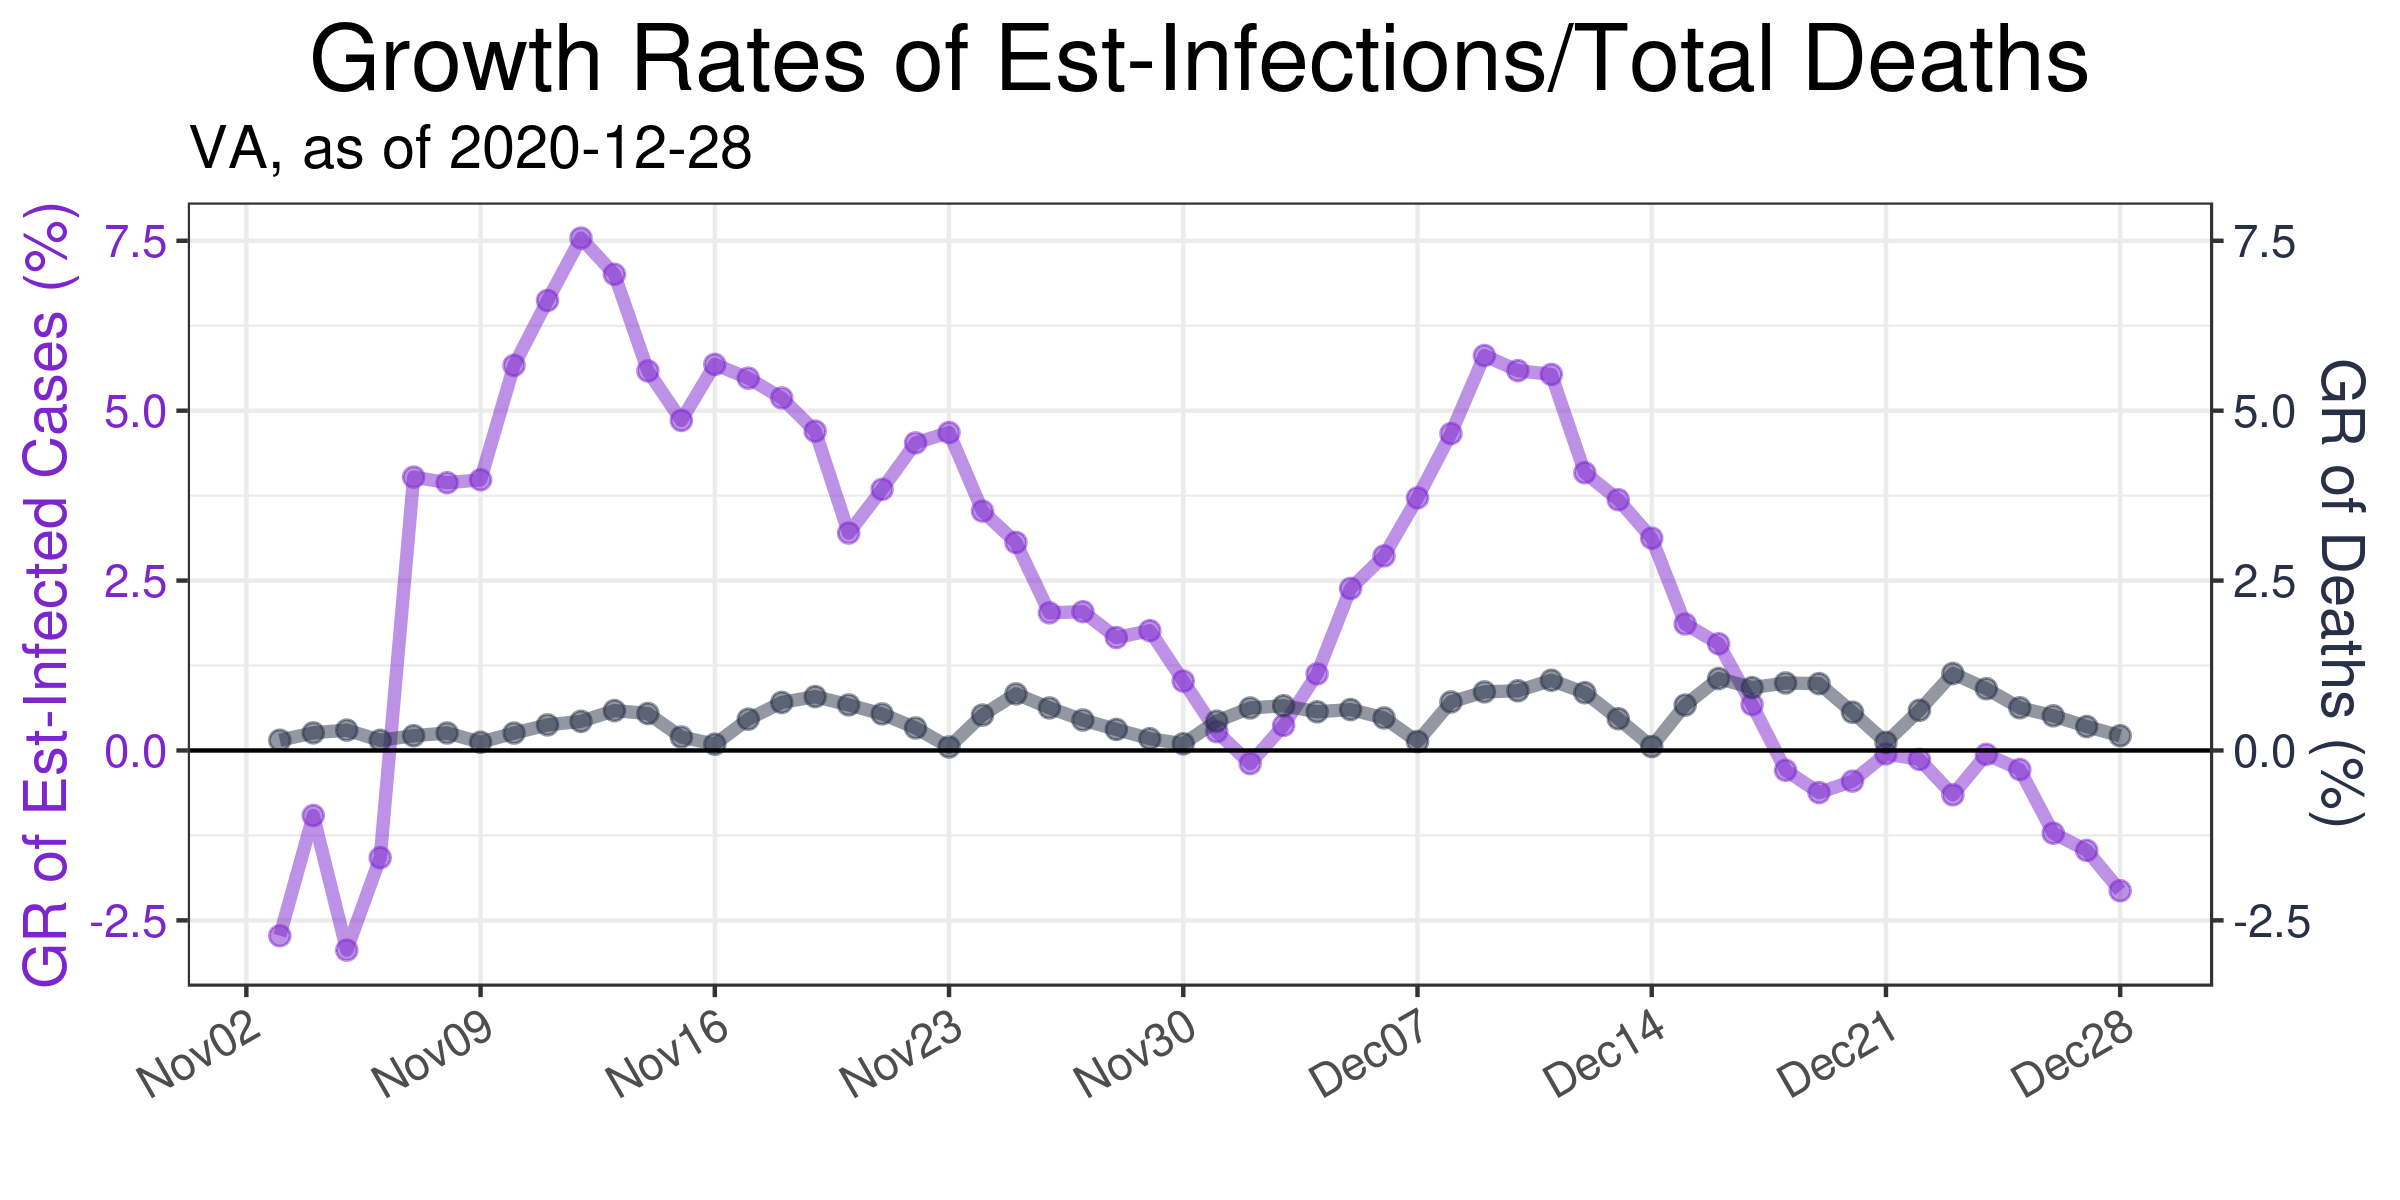 Growth Rates of Est-Infections/Total Deaths
VA, as of 2020-12-28
GR of Est-Infected Cases (%)
7.5
5.0
2.5
0.0
-2.5
7.5
5.0
2.5
0.0
-2.5
GR of Deaths (%)
Nov02
Nov09
Nov16
Nov23
Nov30
Dec07
Dec14
Dec21
Dec28